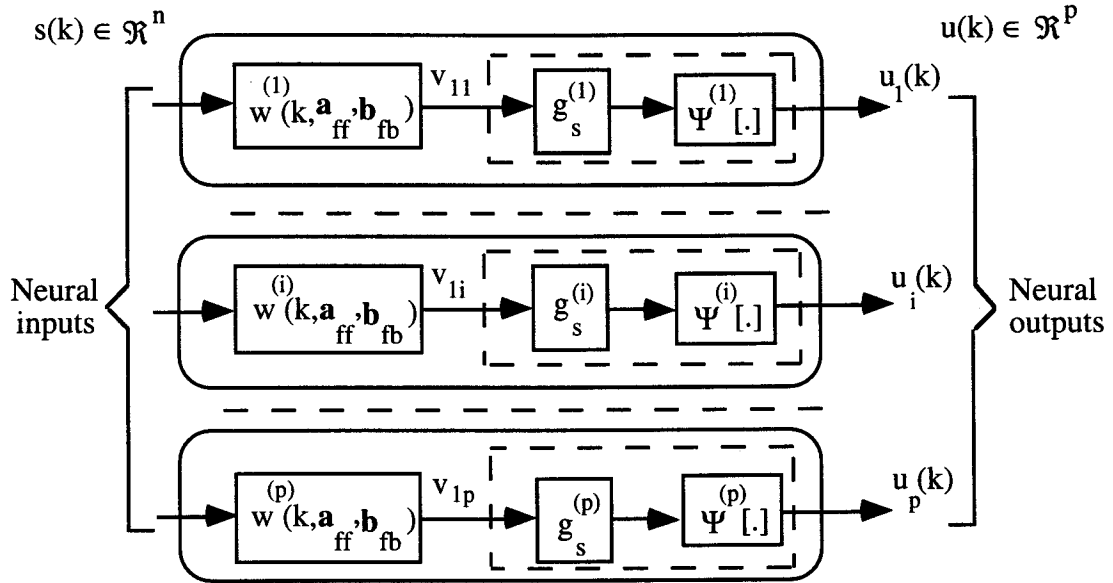 s(k) ∈ ℜ^n
u(k) ∈ ℜ^p
w^(1)(k,a_ff,b_fb)
v_11
g_s^(1)
Ψ^(1)[.]
u_1(k)
Neural
inputs
w^(i)(k,a_ff,b_fb)
v_1i
g_s^(i)
Ψ^(i)[.]
u_i(k)
Neural
outputs
w^(p)(k,a_ff,b_fb)
v_1p
g_s^(p)
Ψ^(p)[.]
u_p(k)